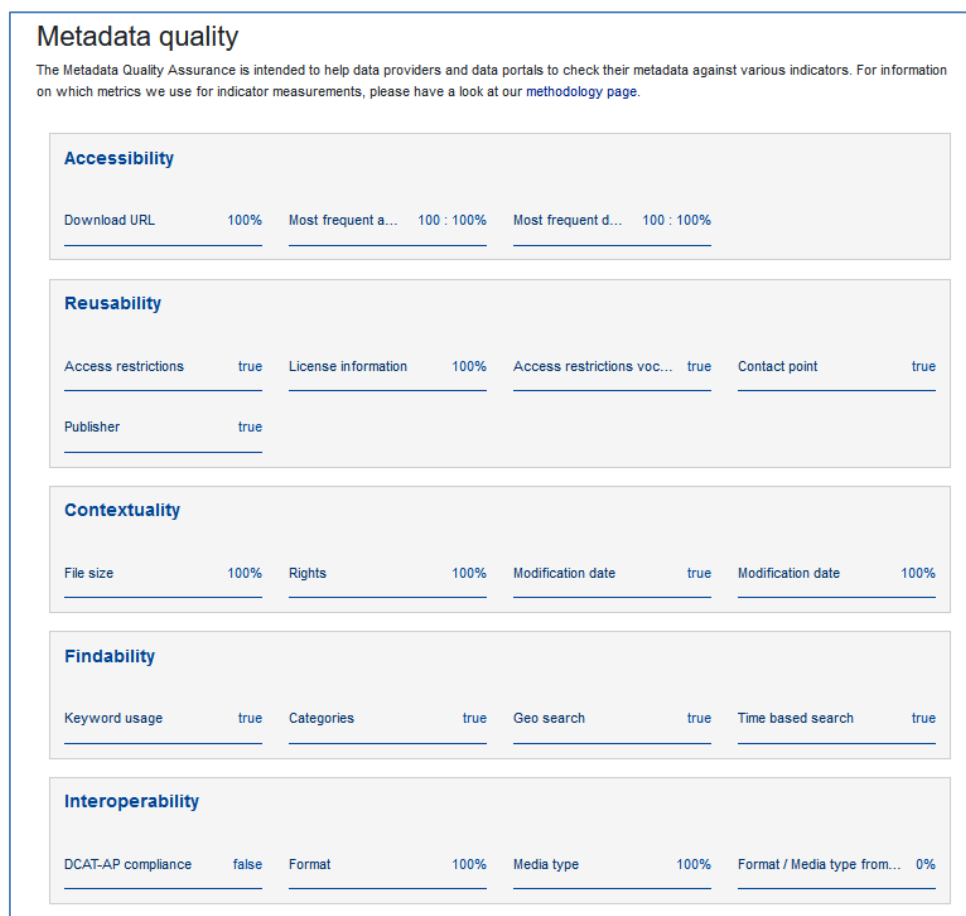 Metadata quality
The Metadata Quality Assurance is intended to help data providers and data portals to check their metadata against various indicators. For information
on which metrics we use for indicator measurements, please have a look at our methodology page.
Accessibility
Download URL 100% Most frequent a... 100 : 100% Most frequent d... 100 : 100%
Reusability
Access restrictions true License information 100% Access restrictions voc... true Contact point true
Publisher true
Contextuality
File size 100% Rights 100% Modification date true Modification date 100%
Findability
Keyword usage true Categories true Geo search true Time based search true
Interoperability
DCAT-AP compliance false Format 100% Media type 100% Format / Media type from... 0%